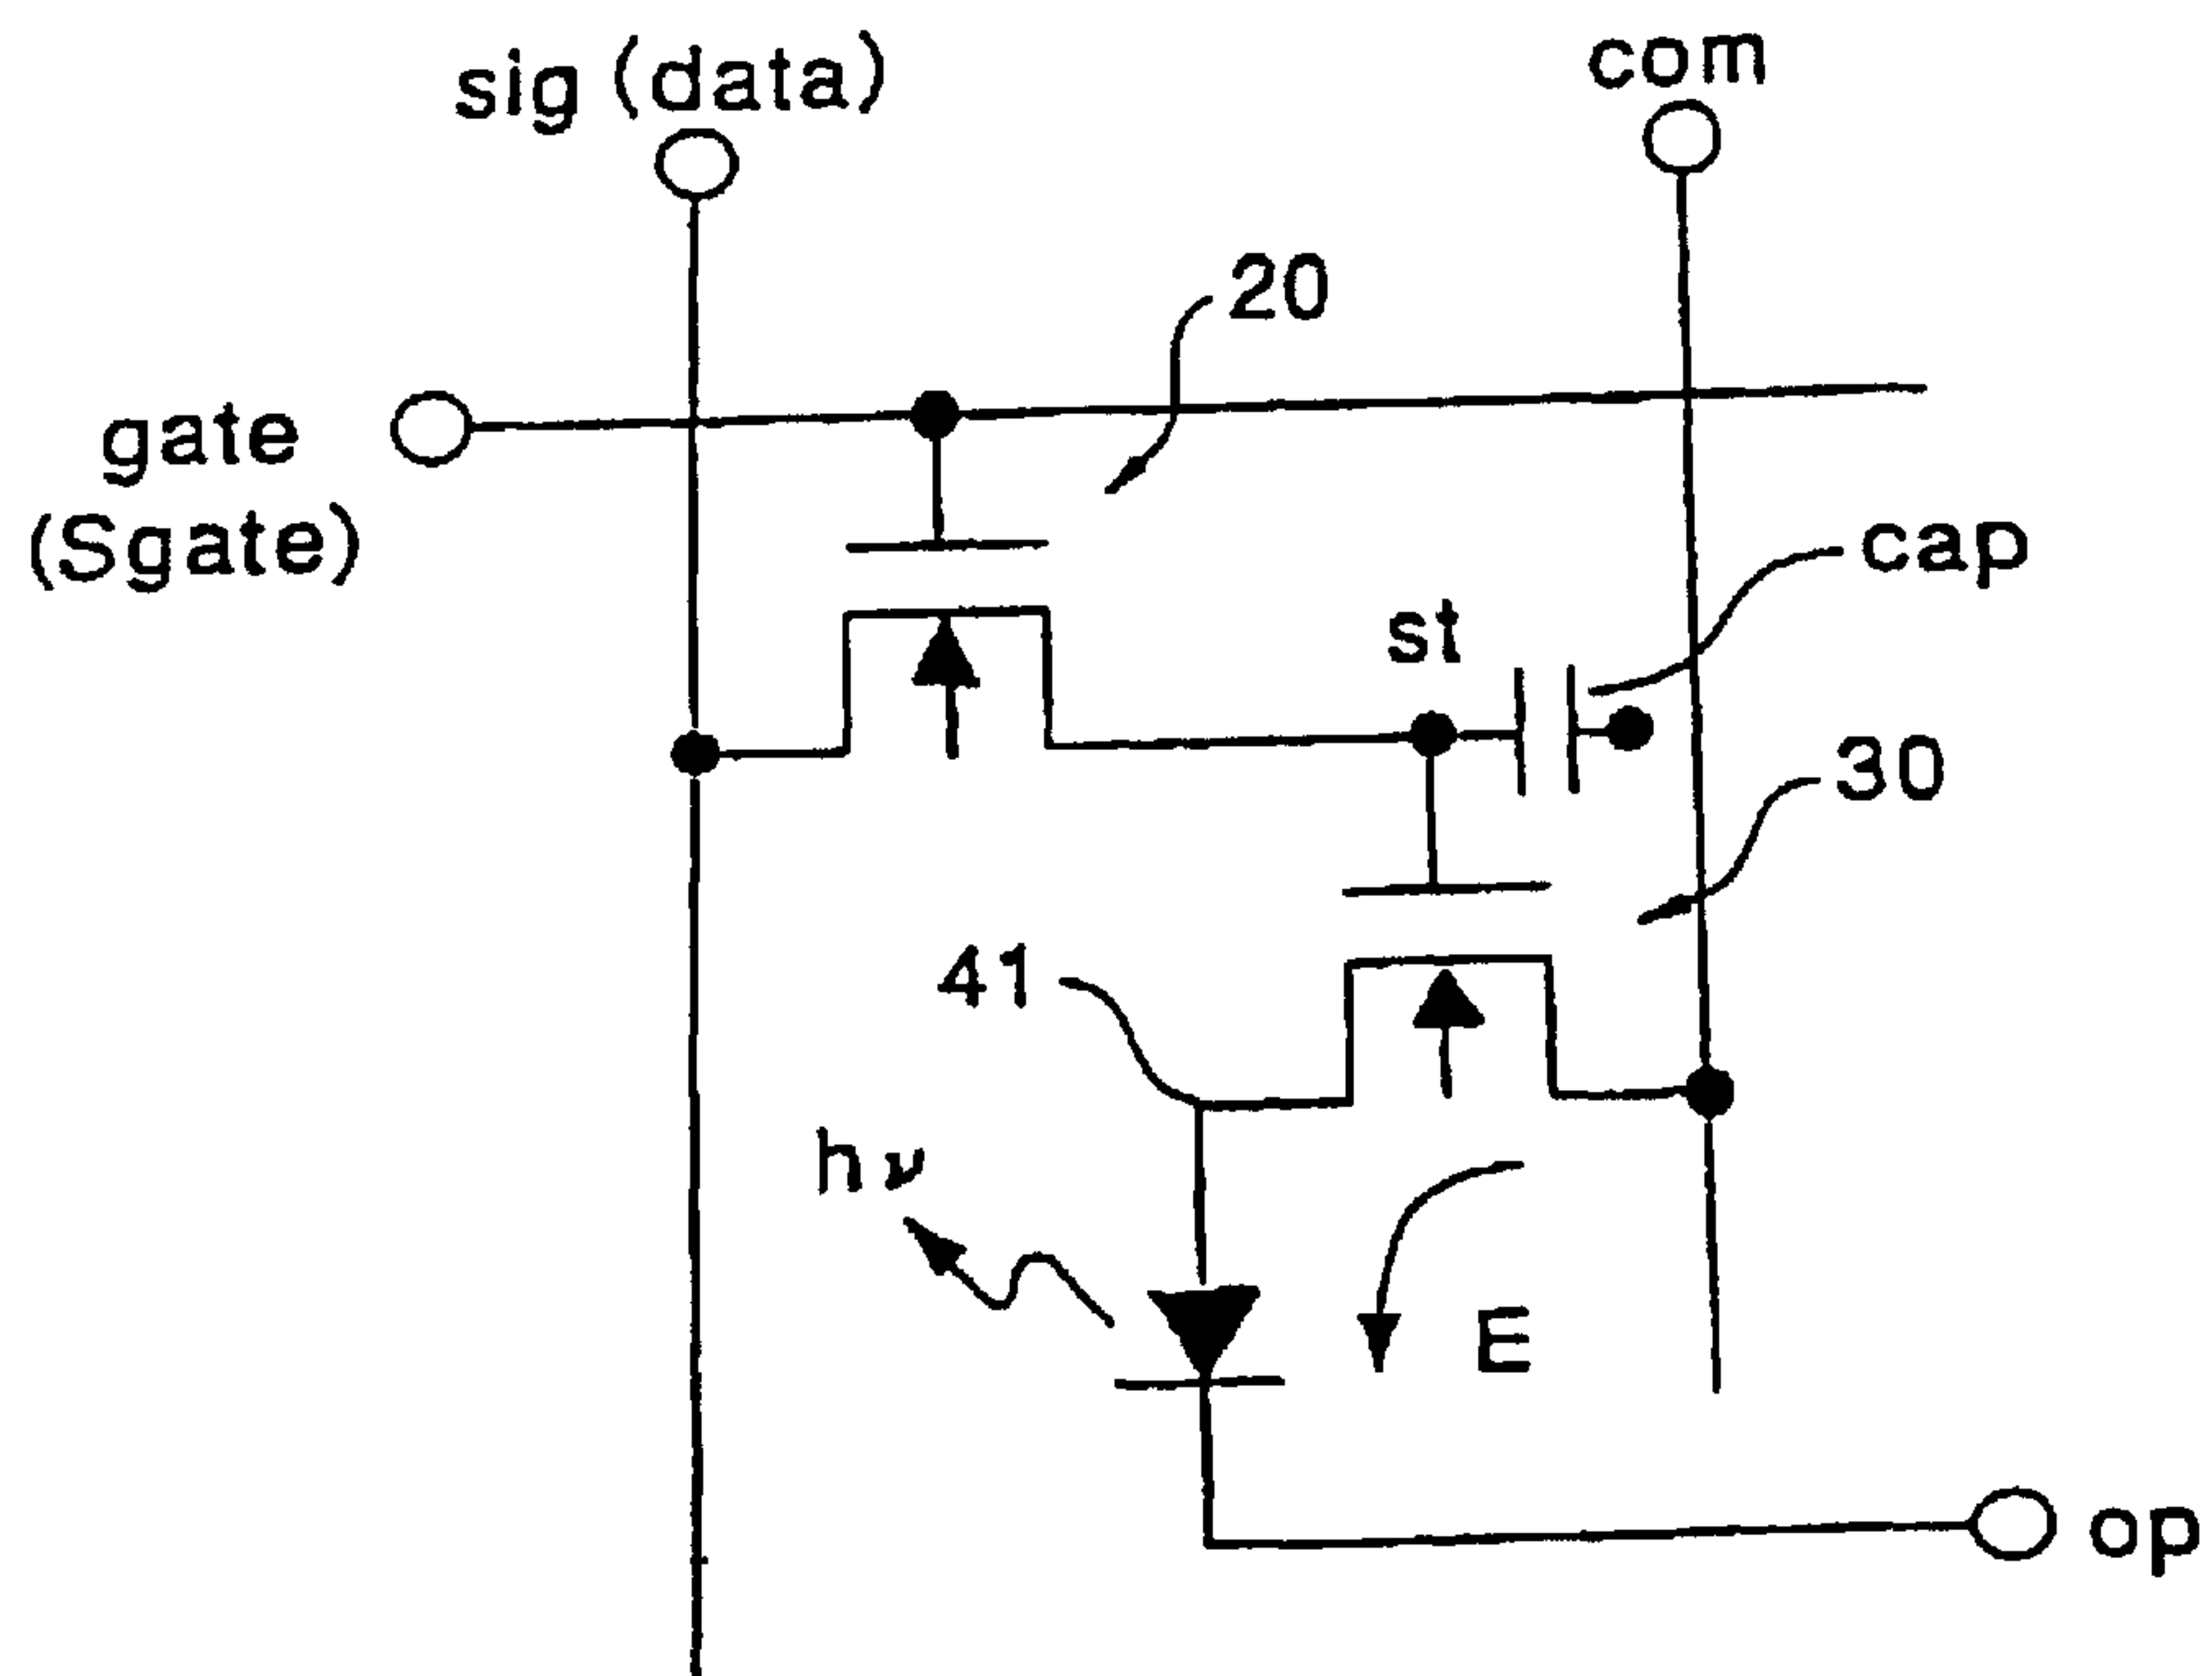 sig (data)
com
20
gate
(Sgate)
cap
st
30
41
hν
E
op